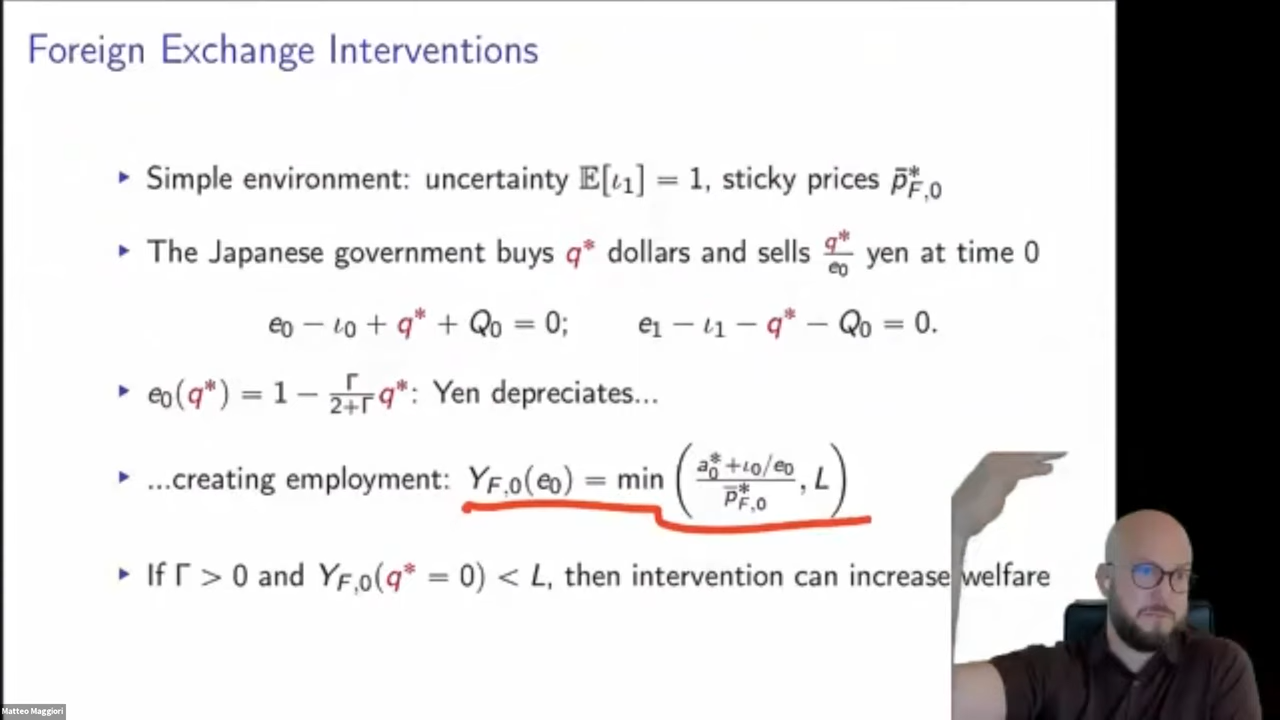 Foreign Exchange Interventions
▸ Simple environment: uncertainty 𝔼[ι₁] = 1, sticky prices p̄*_{F,0}
▸ The Japanese government buys q* dollars and sells q*/e₀ yen at time 0
e₀ − ι₀ + q* + Q₀ = 0; e₁ − ι₁ − q* − Q₀ = 0.
▸ e₀(q*) = 1 − Γ/(2+Γ) q*: Yen depreciates...
▸ ...creating employment: Y_{F,0}(e₀) = min ( (a₀* + ι₀/e₀) / p̄*_{F,0}, L )
▸ If Γ > 0 and Y_{F,0}(q* = 0) < L, then intervention can increase welfare
Matteo Maggiori